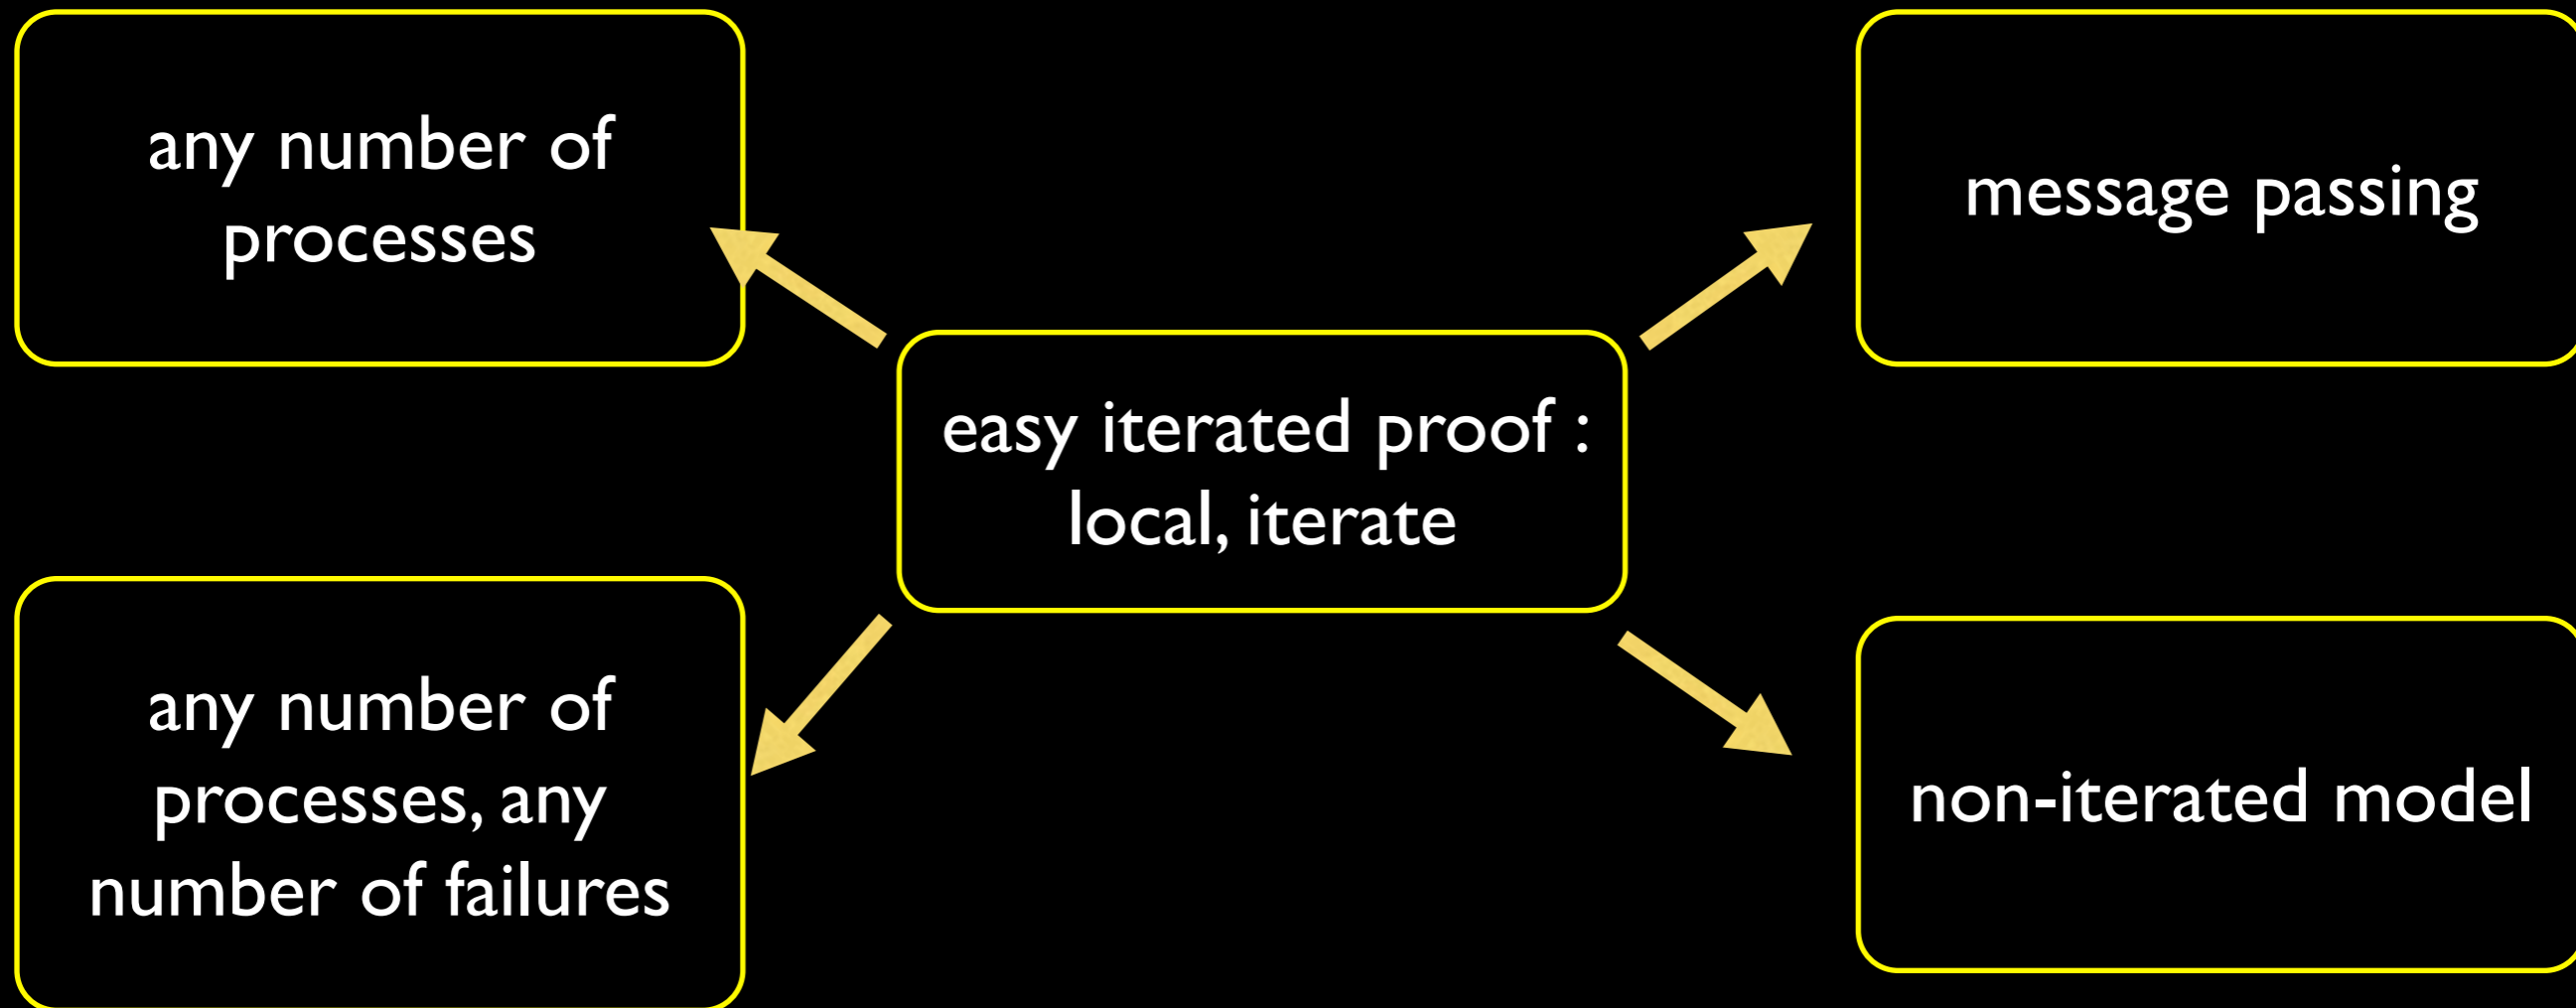 any number of
processes
message passing
easy iterated proof :
local, iterate
any number of
processes, any
number of failures
non-iterated model